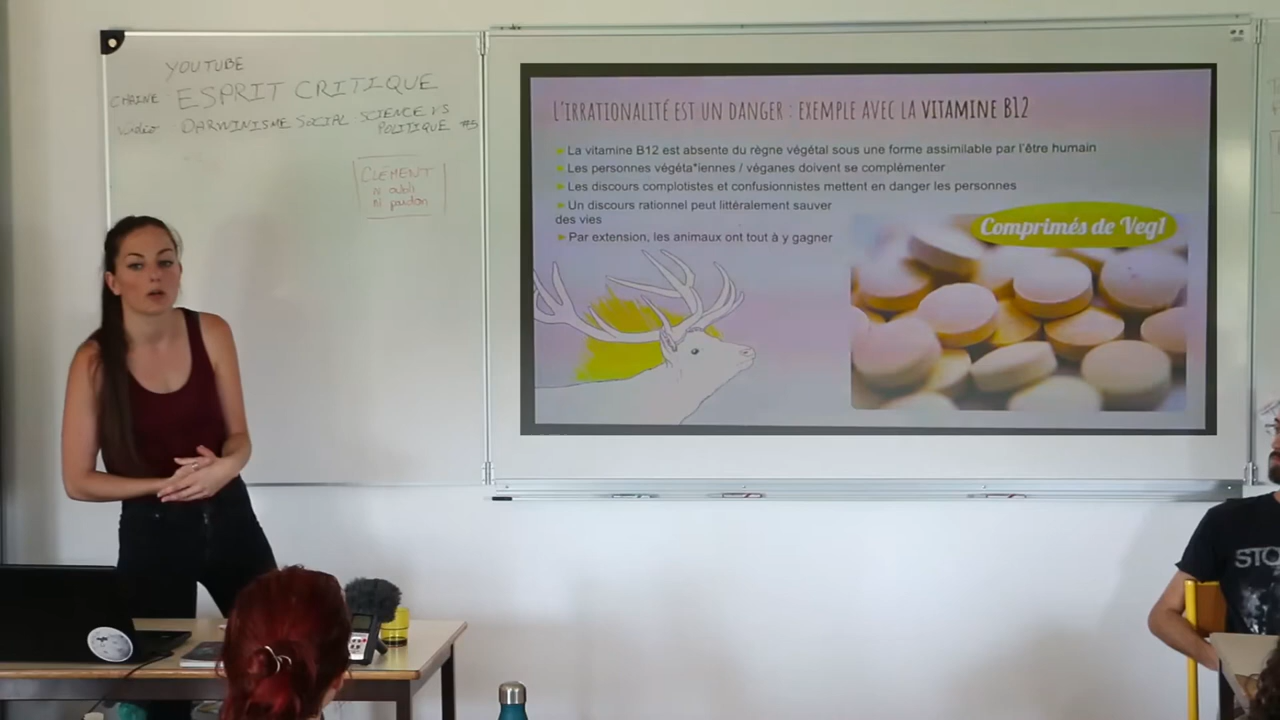 YOUTUBE
CHAINE ESPRIT CRITIQUE
Vidéo DARWINISME SOCIAL - SCIENCE VS
POLITIQUE #5
CLÉMENT
N oubli
N pardon
L'IRRATIONALITÉ EST UN DANGER : EXEMPLE AVEC LA VITAMINE B12
La vitamine B12 est absente du règne végétal sous une forme assimilable par l'être humain
Les personnes végéta*iennes / véganes doivent se complémenter
Les discours complotistes et confusionnistes mettent en danger les personnes
Un discours rationnel peut littéralement sauver
des vies
Par extension, les animaux ont tout à y gagner
Comprimés de Veg1
STO